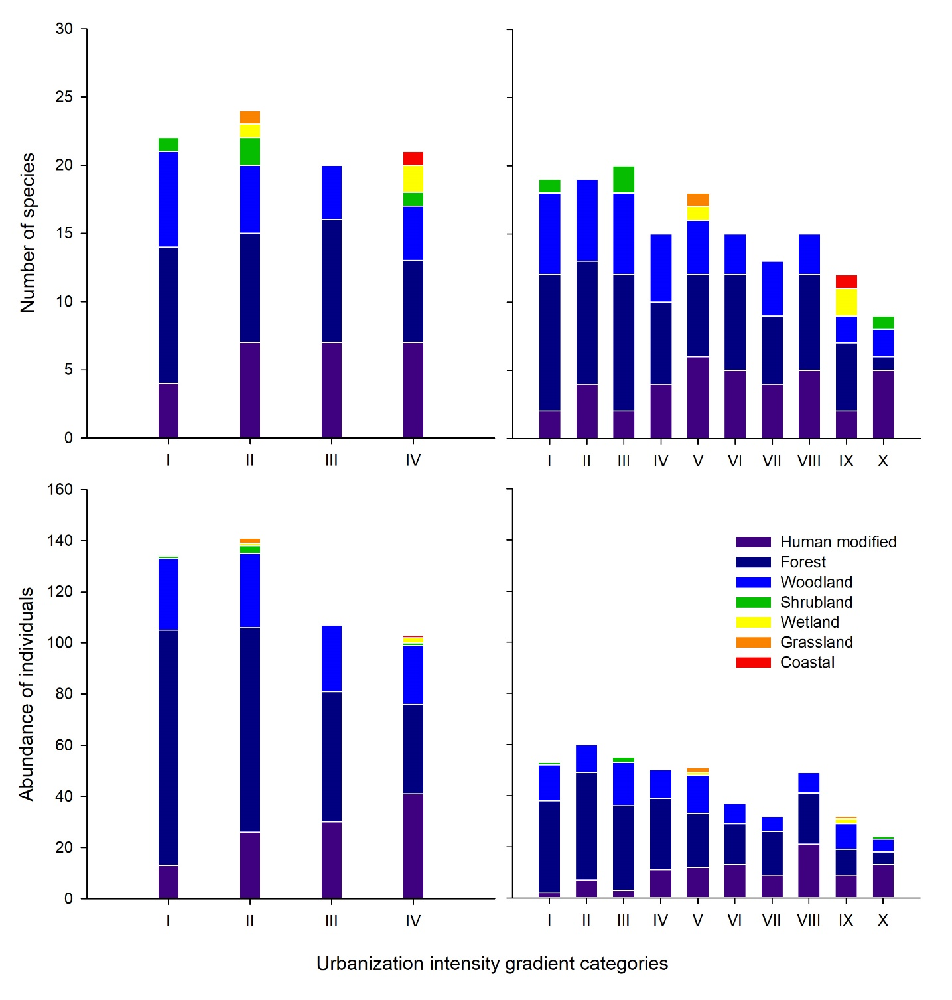 30
25
20
15
10
5
0
Number of species
I II III IV
I II III IV V VI VII VIII IX X
160
140
120
100
80
60
40
20
0
Abundance of individuals
Human modified
Forest
Woodland
Shrubland
Wetland
Grassland
Coastal
I II III IV
I II III IV V VI VII VIII IX X
Urbanization intensity gradient categories